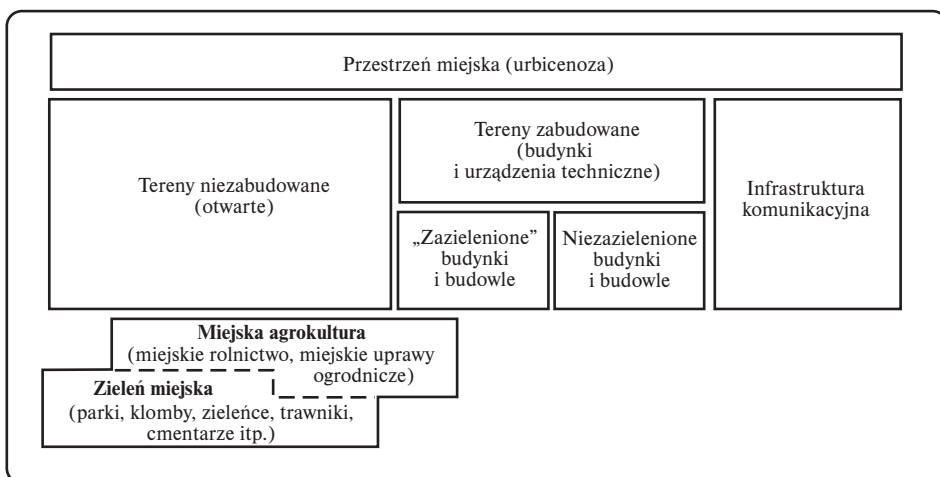 Przestrzeń miejska (urbicenoza)
Tereny niezabudowane
(otwarte)
Tereny zabudowane
(budynki
i urządzenia techniczne)
„Zazielenione”
budynki
i budowle
Niezazielenione
budynki
i budowle
Infrastruktura
komunikacyjna
Miejska agrokultura
(miejskie rolnictwo, miejskie uprawy
ogrodnicze)
Zieleń miejska
(parki, klomby, zieleńce, trawniki,
cmentarze itp.)